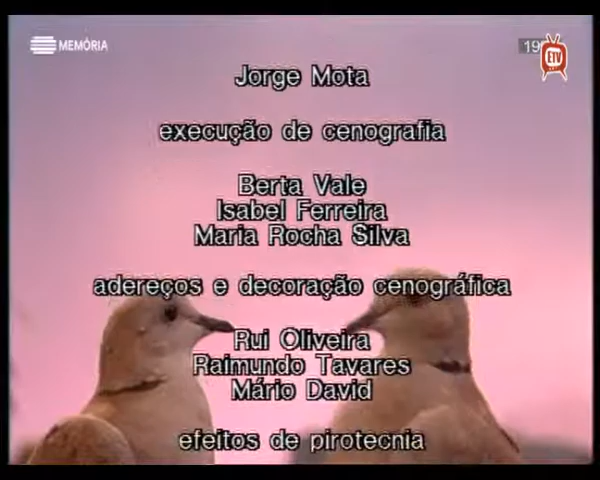 MEMÓRIA
ETV
Jorge Mota
execução de cenografia
Berta Vale
Isabel Ferreira
Maria Rocha Silva
adereços e decoração cenográfica
Rui Oliveira
Raimundo Tavares
Mário David
efeitos de pirotecnia